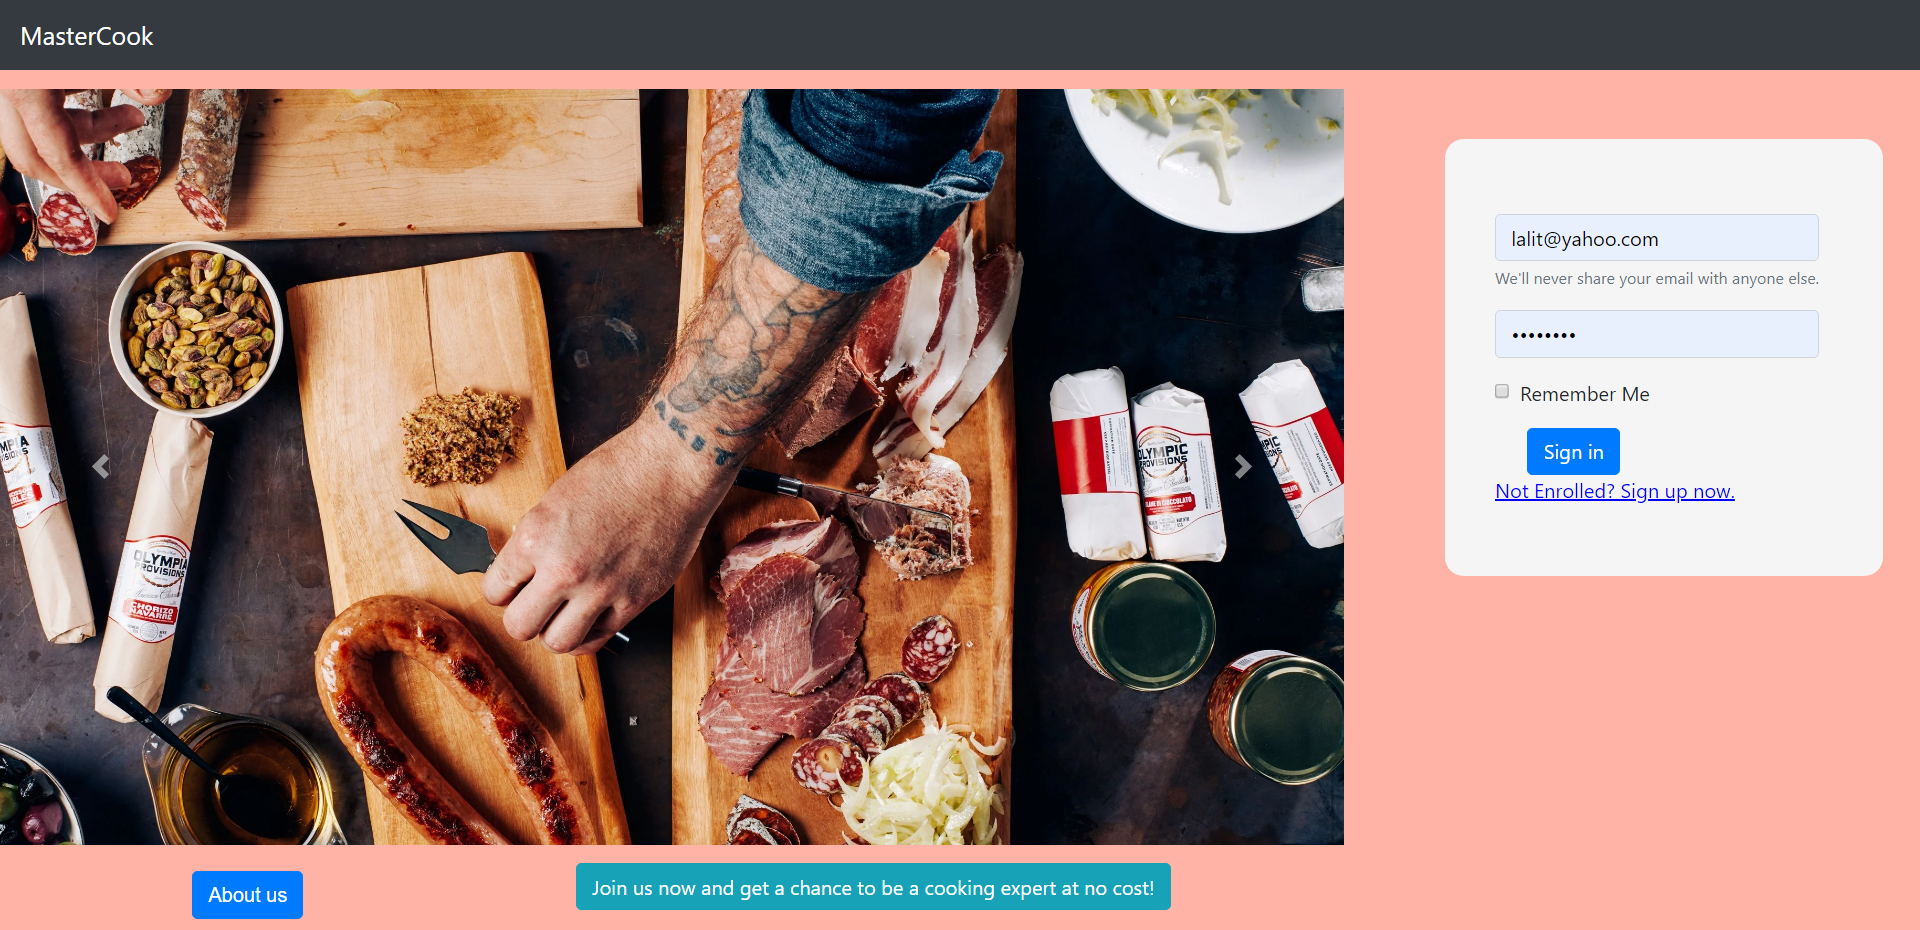 MasterCook
lalit@yahoo.com
We'll never share your email with anyone else.
••••••••
Remember Me
Sign in
Not Enrolled? Sign up now.
MAKE IT
OLYMPIA
PROVISIONS
CHORIZO
NAVARRE
OLYMPIC
PROVISIONS
About us
Join us now and get a chance to be a cooking expert at no cost!